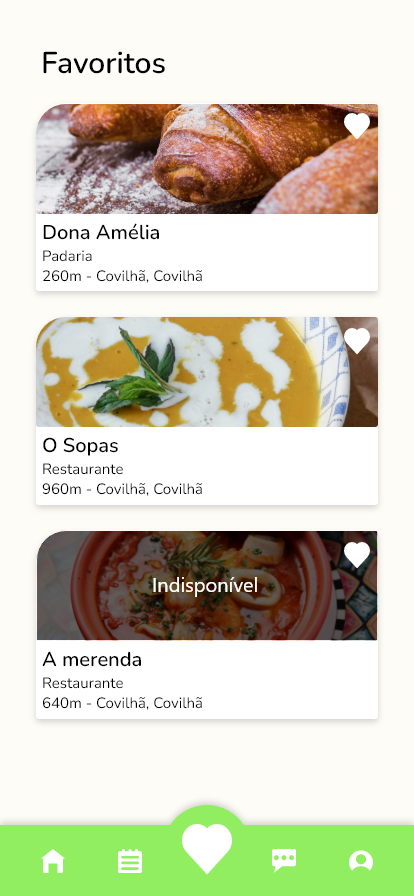 Favoritos
Dona Amélia
Padaria
260m - Covilhã, Covilhã
O Sopas
Restaurante
960m - Covilhã, Covilhã
Indisponível
A merenda
Restaurante
640m - Covilhã, Covilhã